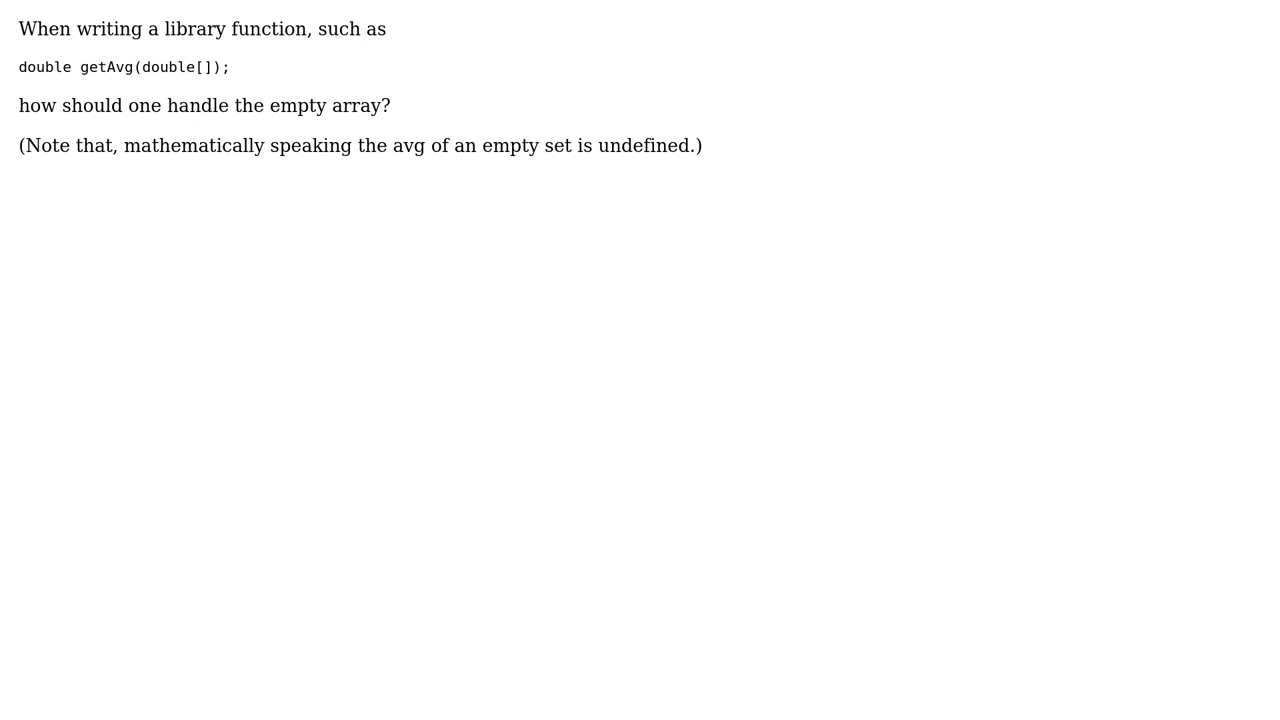 When writing a library function, such as
double getAvg(double[]);
how should one handle the empty array?
(Note that, mathematically speaking the avg of an empty set is undefined.)